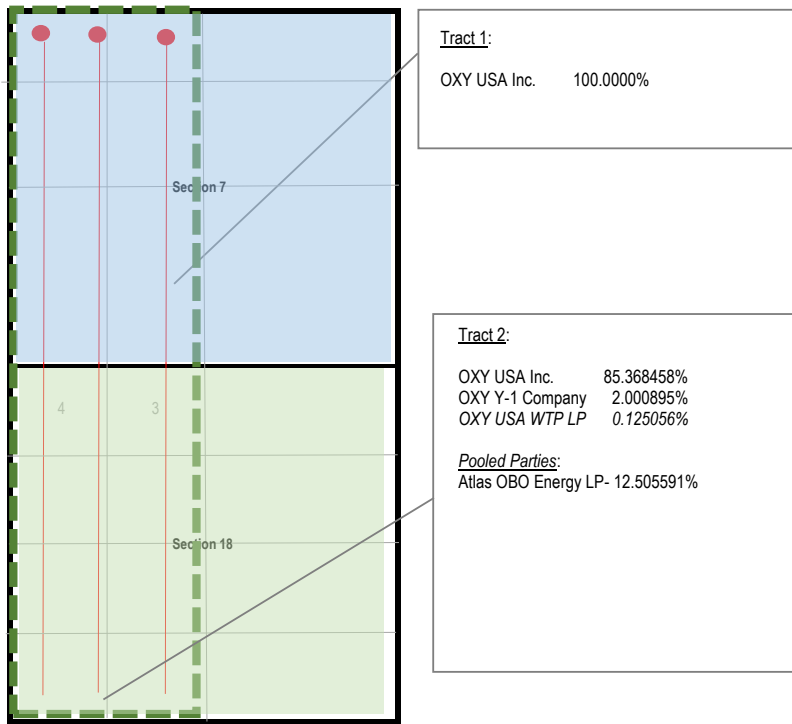 Tract 1:
OXY USA Inc. 100.0000%
Section 7
Tract 2:
OXY USA Inc. 85.368458%
OXY Y-1 Company 2.000895%
OXY USA WTP LP 0.125056%
Pooled Parties:
Atlas OBO Energy LP- 12.505591%
4 3
Section 18